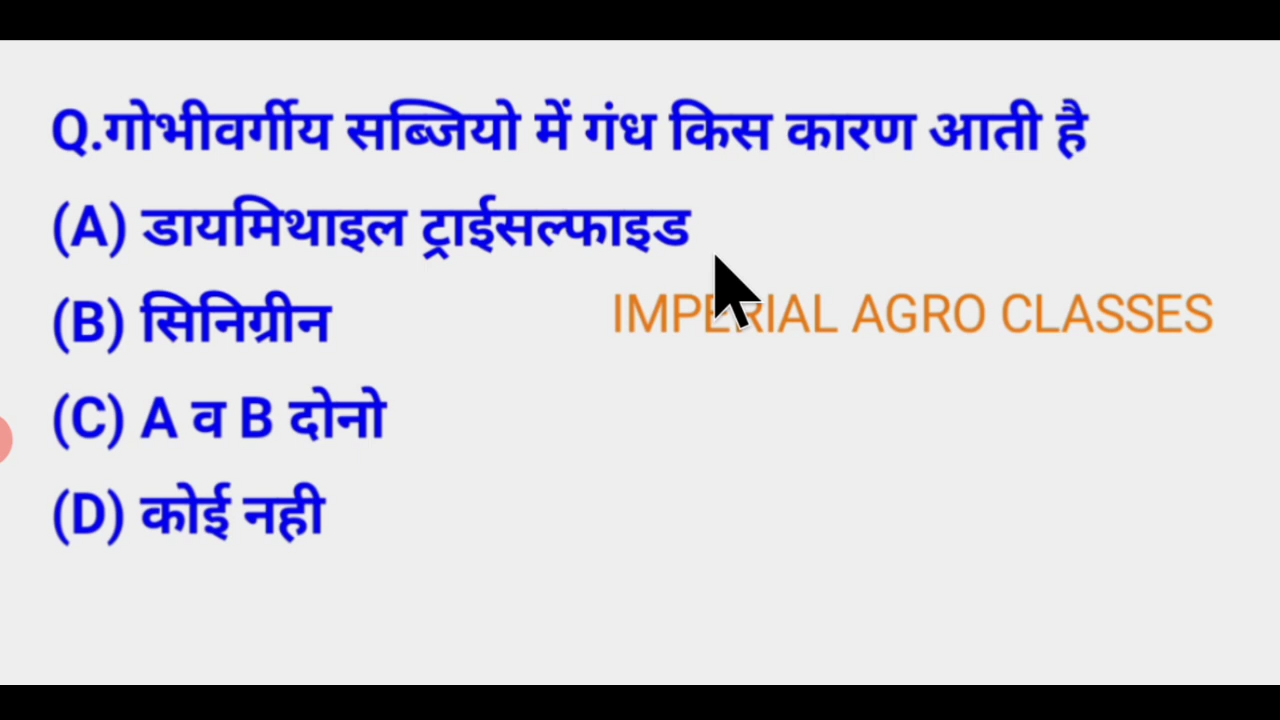 Q.गोभीवर्गीय सब्जियो में गंध किस कारण आती है
(A) डायमिथाइल ट्राईसल्फाइड
(B) सिनिग्रीन
IMPERIAL AGRO CLASSES
(C) A व B दोनो
(D) कोई नही